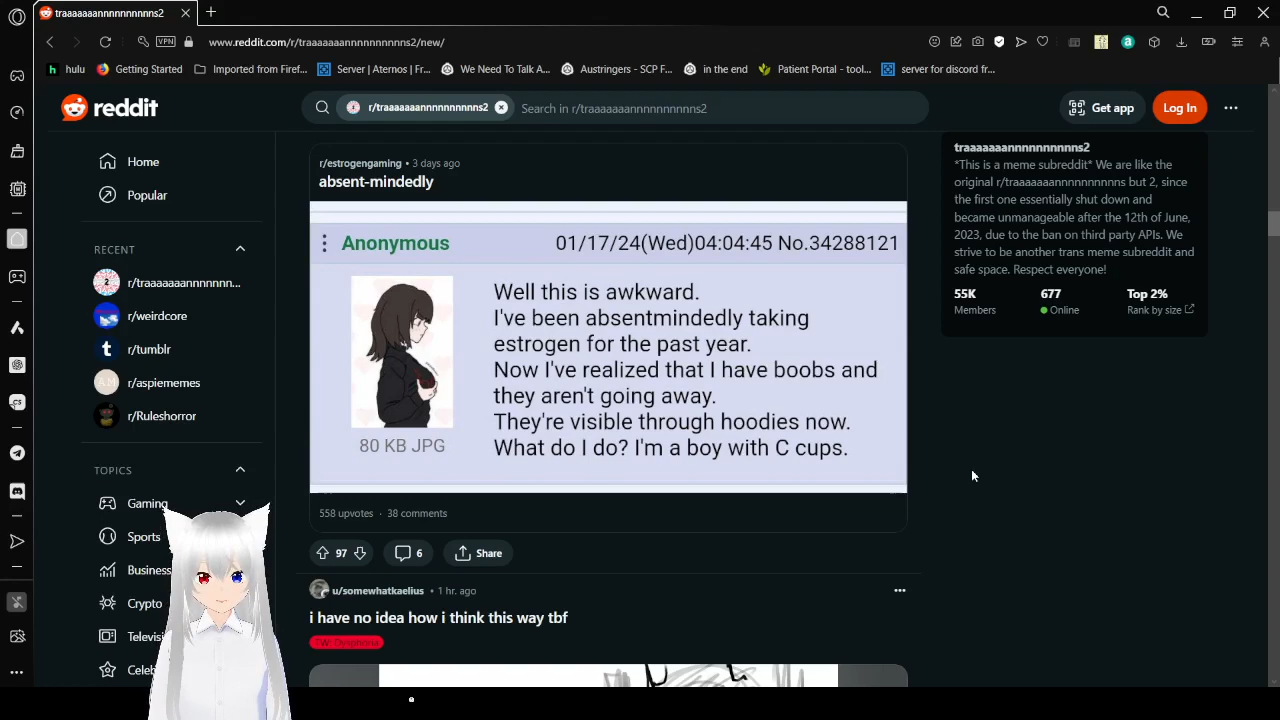 traaaaaaannnnnnnnnns2
VPN
www.reddit.com/r/traaaaaaannnnnnnnnns2/new/
hulu
Getting Started
Imported from Firef...
Server | Aternos | Fr...
We Need To Talk A...
Austringers - SCP F...
in the end
Patient Portal - tool...
server for discord fr...
reddit
r/traaaaaaannnnnnnnnns2
Search in r/traaaaaaannnnnnnnnns2
Get app
Log In
Home
Popular
RECENT
r/traaaaaaannnnnnn...
r/weirdcore
r/tumblr
r/aspiememes
r/Ruleshorror
TOPICS
Gaming
Sports
Business
Crypto
Televisi
Celeb
r/estrogengaming • 3 days ago
absent-mindedly
Anonymous
01/17/24(Wed)04:04:45 No.34288121
80 KB JPG
Well this is awkward.
I've been absentmindedly taking
estrogen for the past year.
Now I've realized that I have boobs and
they aren't going away.
They're visible through hoodies now.
What do I do? I'm a boy with C cups.
558 upvotes • 38 comments
97
6
Share
u/somewhatkaelius • 1 hr. ago
i have no idea how i think this way tbf
TW: Dysphoria
traaaaaaannnnnnnnnns2
*This is a meme subreddit* We are like the
original r/traaaaaaannnnnnnnnns but 2, since
the first one essentially shut down and
became unmanageable after the 12th of June,
2023, due to the ban on third party APIs. We
strive to be another trans meme subreddit and
safe space. Respect everyone!
55K
Members
677
Online
Top 2%
Rank by size